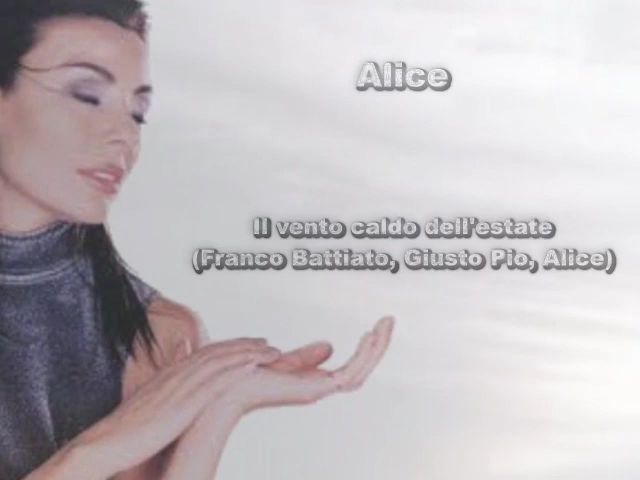 Alice
Il vento caldo dell'estate
(Franco Battiato, Giusto Pio, Alice)